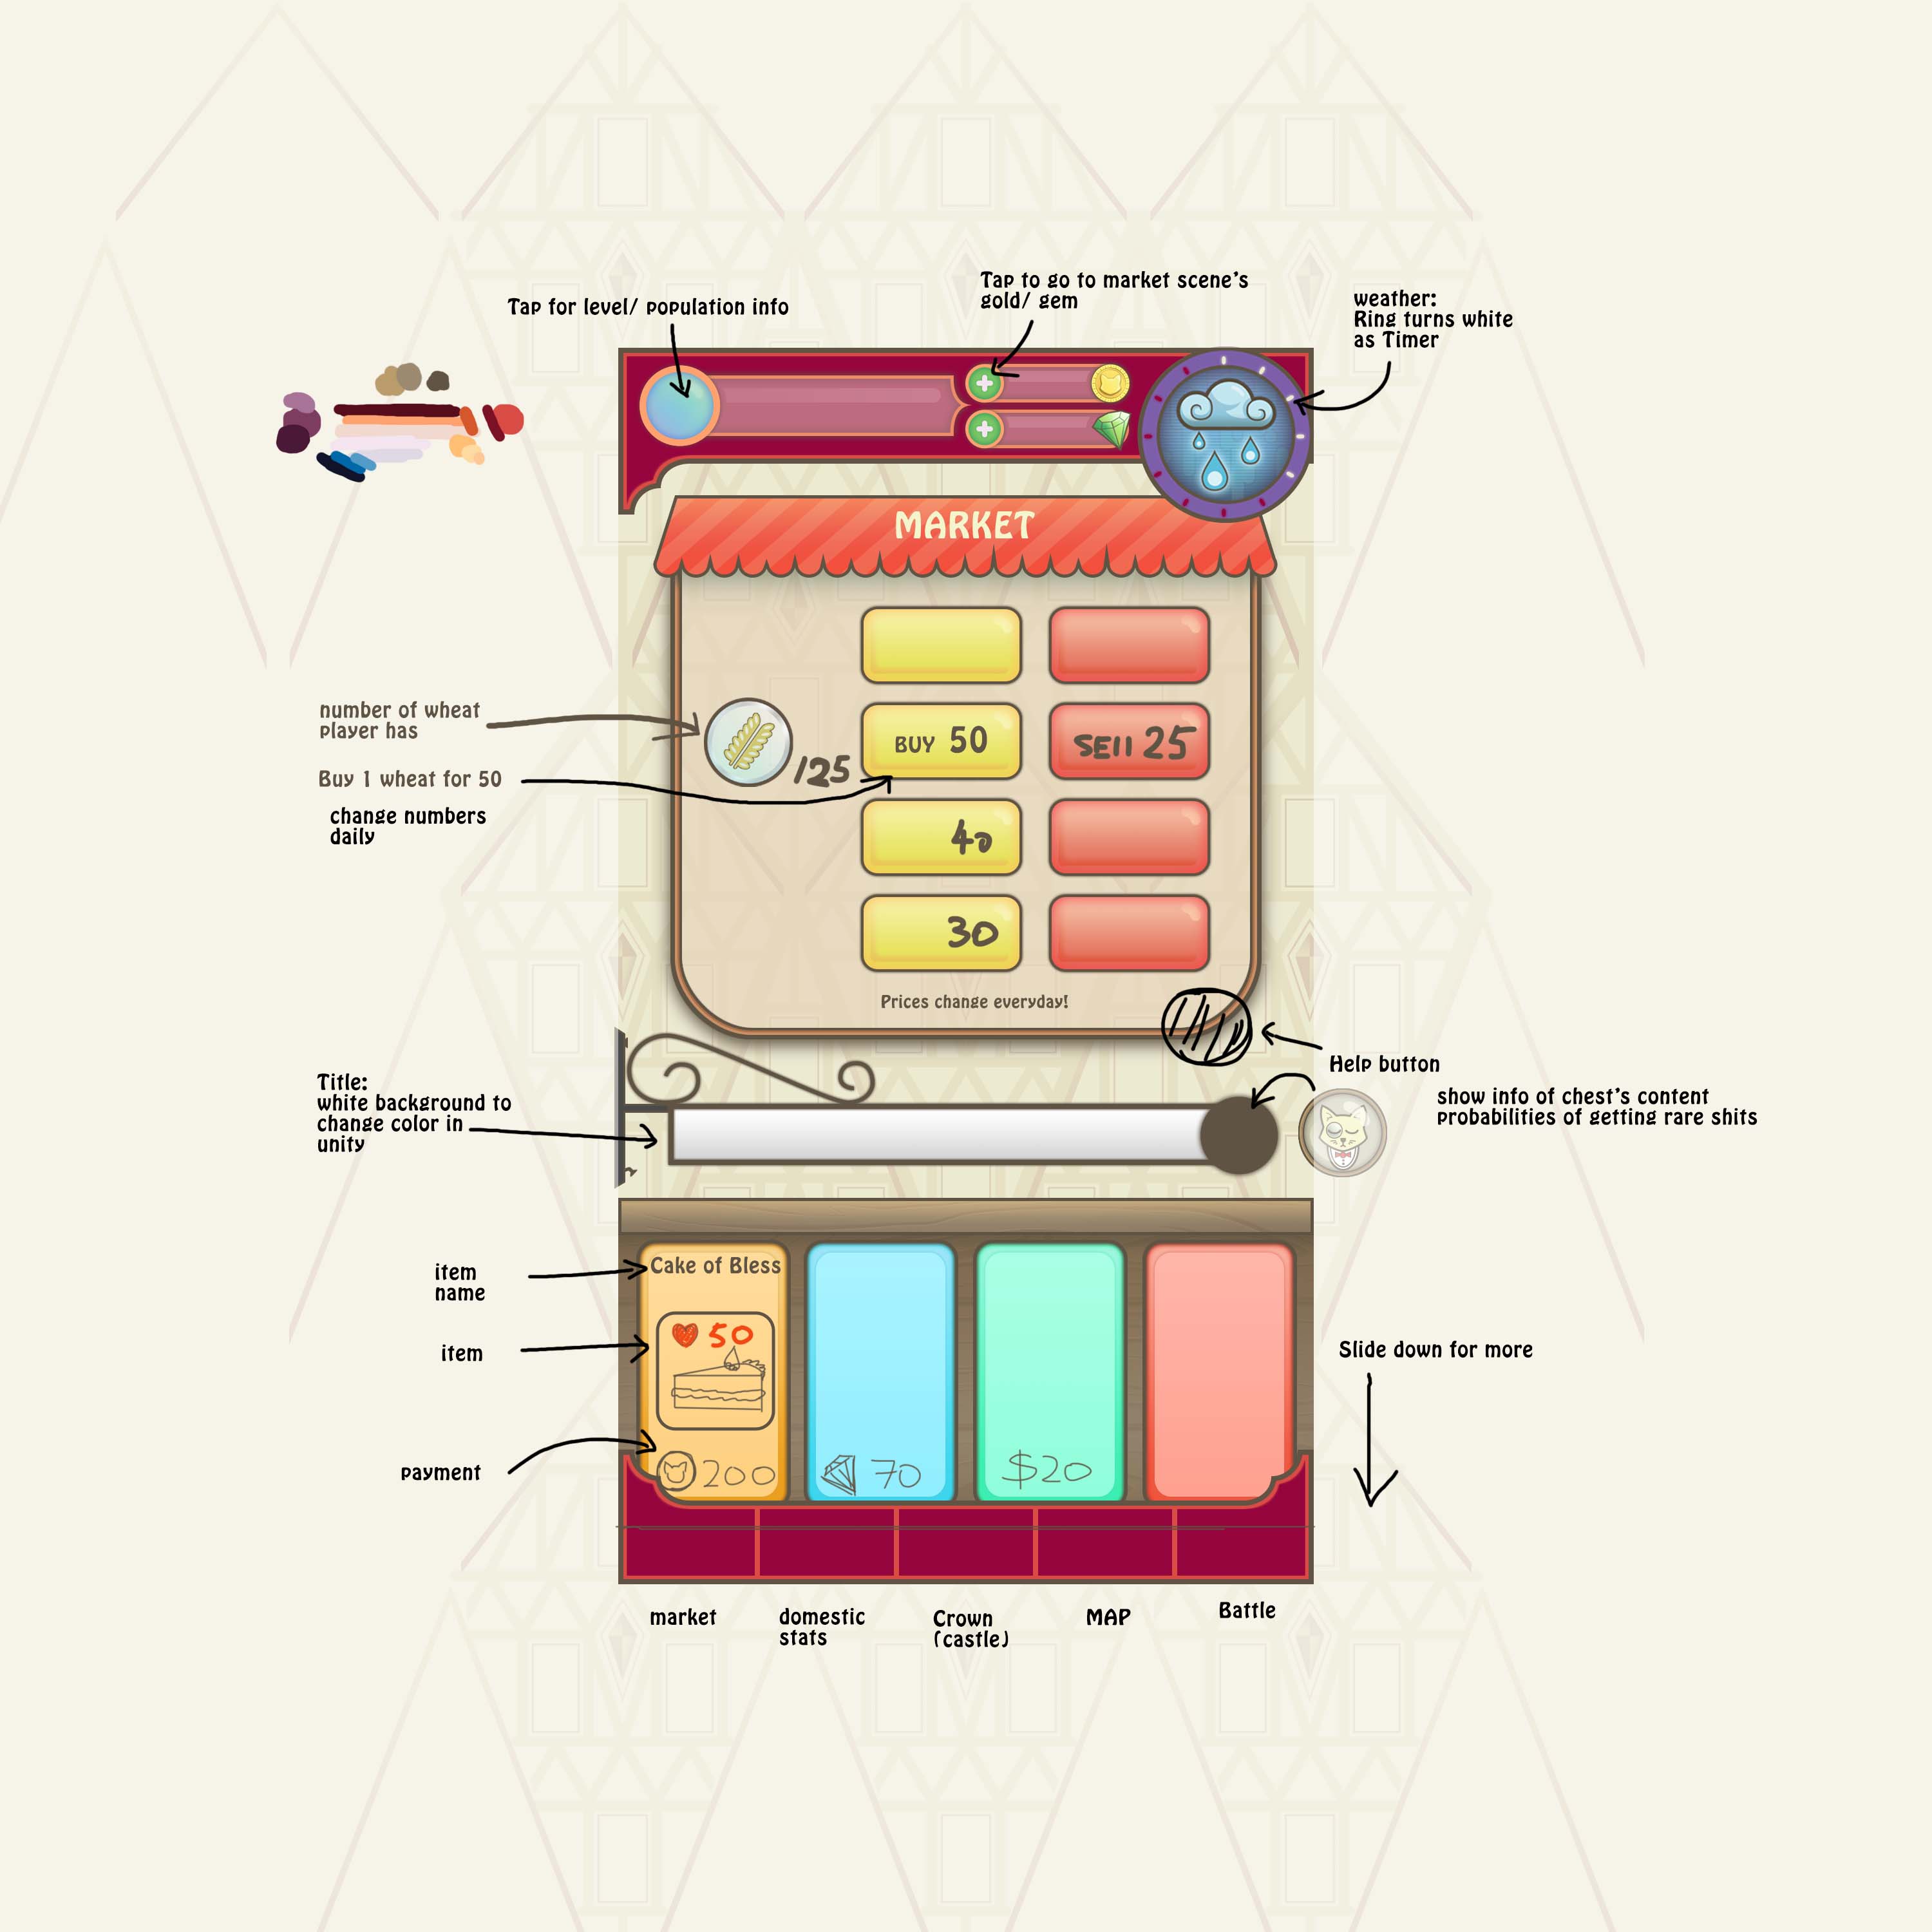 Tap to go to market scene's
gold/ gem
Tap for level/ population info
weather:
Ring turns white
as Timer
MARKET
number of wheat
player has
/25
BUY 50
SEll 25
Buy 1 wheat for 50
change numbers
daily
40
30
Prices change everyday!
Help button
Title:
white background to
change color in
unity
show info of chest's content
probabilities of getting rare shits
item
name
Cake of Bless
item
50
Slide down for more
payment
200
70
$20
market
domestic
stats
Crown
(castle)
MAP
Battle